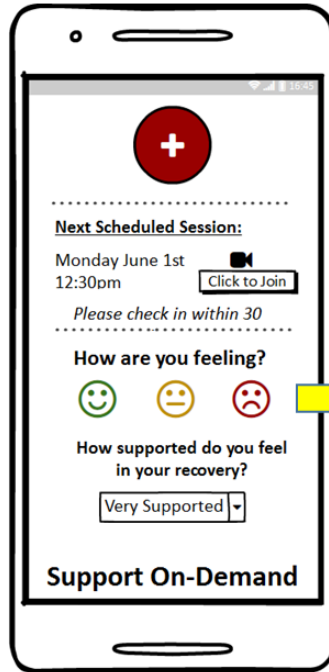 16:45
Next Scheduled Session:
Monday June 1st
12:30pm
Click to Join
Please check in within 30
How are you feeling?
How supported do you feel
in your recovery?
Very Supported
Support On-Demand